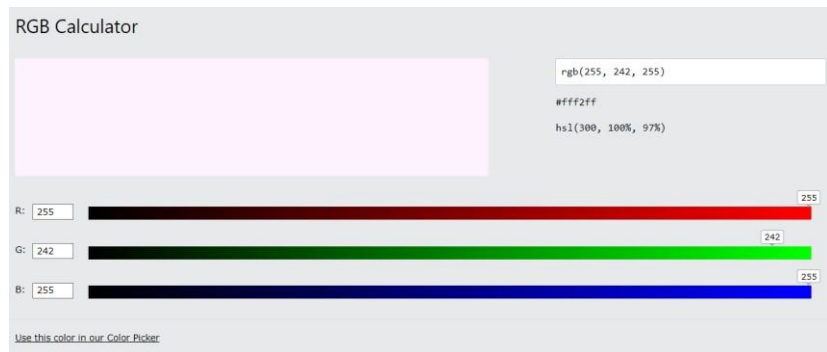 RGB Calculator
rgb(255, 242, 255)
#fff2ff
hsl(300, 100%, 97%)
255
R: 255
242
G: 242
255
B: 255
Use this color in our Color Picker